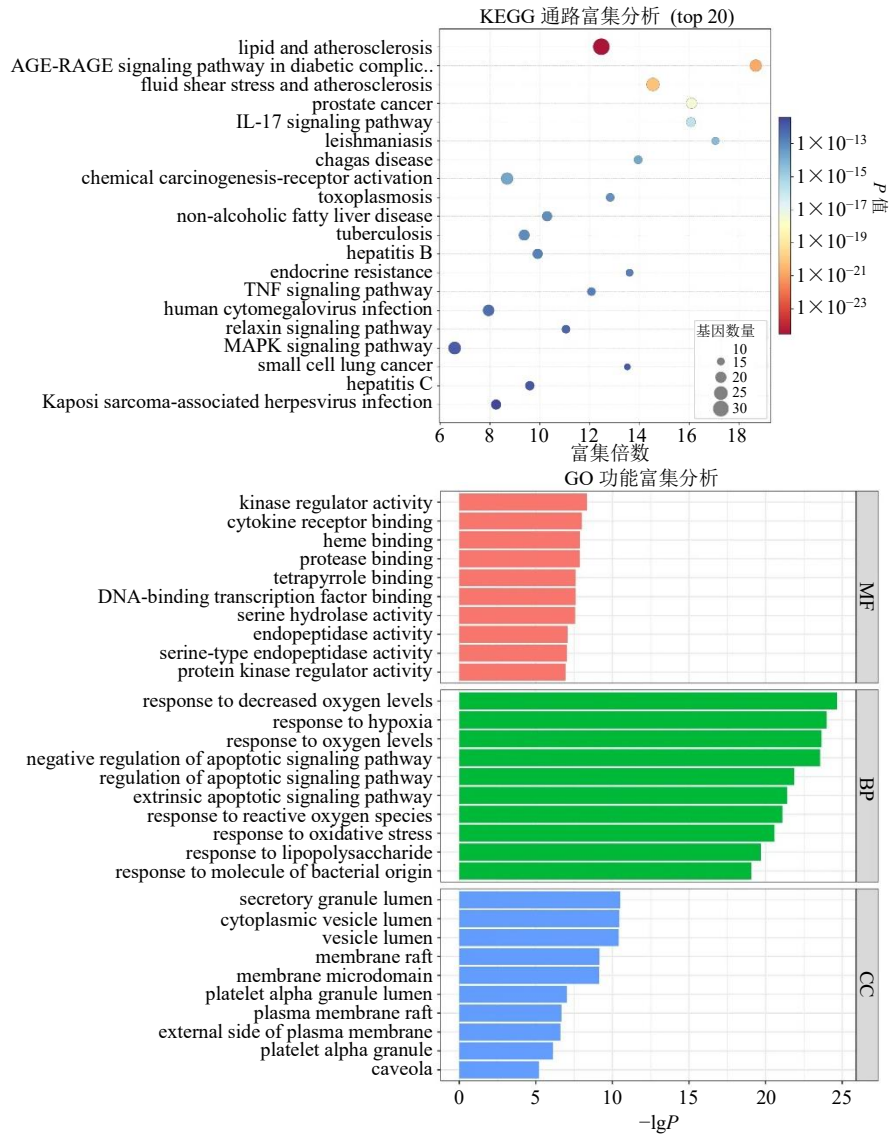 KEGG 通路富集分析 (top 20)
lipid and atherosclerosis
AGE-RAGE signaling pathway in diabetic complic..
fluid shear stress and atherosclerosis
prostate cancer
IL-17 signaling pathway
leishmaniasis
chagas disease
chemical carcinogenesis-receptor activation
toxoplasmosis
non-alcoholic fatty liver disease
tuberculosis
hepatitis B
endocrine resistance
TNF signaling pathway
human cytomegalovirus infection
relaxin signaling pathway
MAPK signaling pathway
small cell lung cancer
hepatitis C
Kaposi sarcoma-associated herpesvirus infection
6 8 10 12 14 16 18
富集倍数
基因数量
10
15
20
25
30
1×10⁻¹³
1×10⁻¹⁵
1×10⁻¹⁷
1×10⁻¹⁹
1×10⁻²¹
1×10⁻²³
P 值
GO 功能富集分析
kinase regulator activity
cytokine receptor binding
heme binding
protease binding
tetrapyrrole binding
DNA-binding transcription factor binding
serine hydrolase activity
endopeptidase activity
serine-type endopeptidase activity
protein kinase regulator activity
MF
response to decreased oxygen levels
response to hypoxia
response to oxygen levels
negative regulation of apoptotic signaling pathway
regulation of apoptotic signaling pathway
extrinsic apoptotic signaling pathway
response to reactive oxygen species
response to oxidative stress
response to lipopolysaccharide
response to molecule of bacterial origin
BP
secretory granule lumen
cytoplasmic vesicle lumen
vesicle lumen
membrane raft
membrane microdomain
platelet alpha granule lumen
plasma membrane raft
external side of plasma membrane
platelet alpha granule
caveola
CC
0 5 10 15 20 25
−lgP